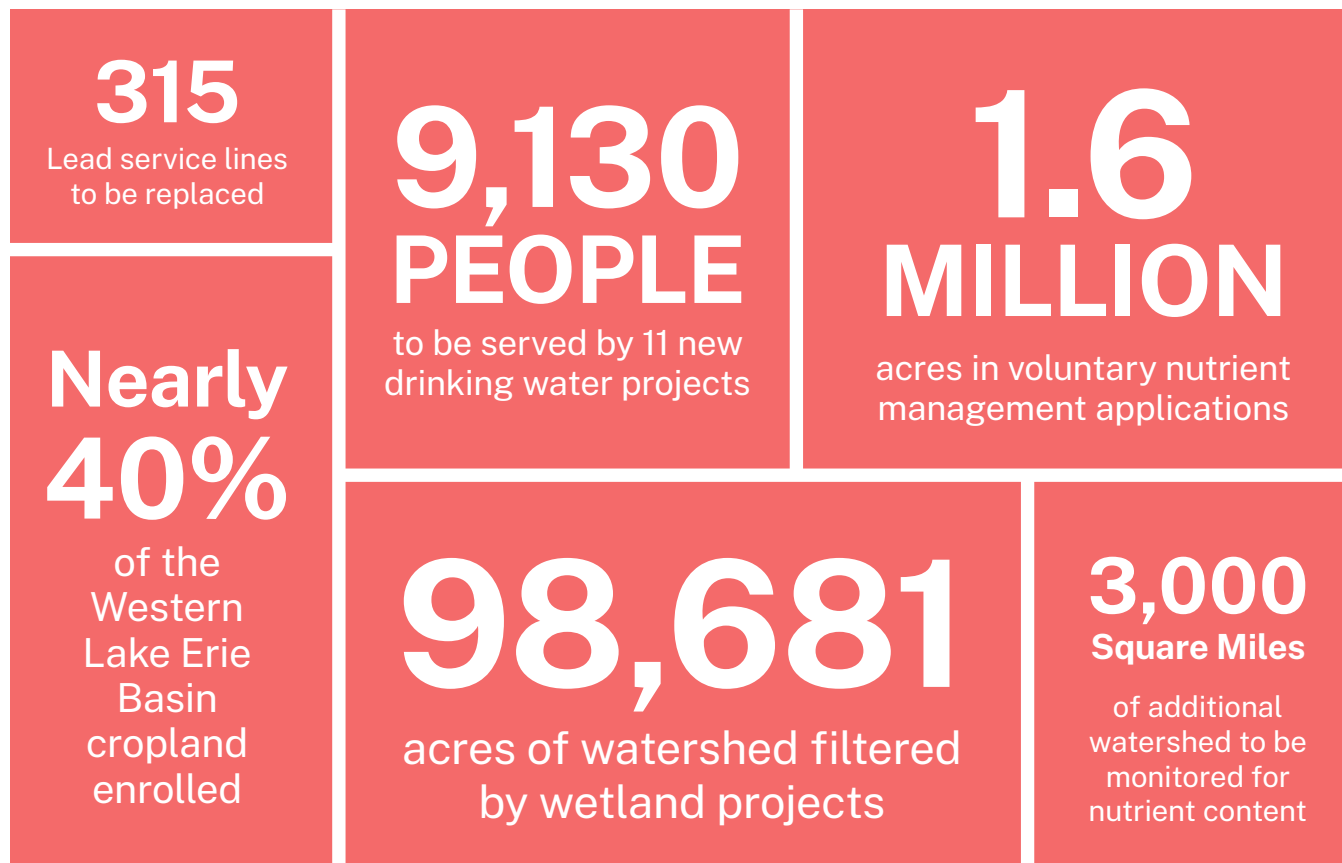 315
Lead service lines
to be replaced
9,130
PEOPLE
to be served by 11 new
drinking water projects
1.6
MILLION
acres in voluntary nutrient
management applications
Nearly
40%
of the
Western
Lake Erie
Basin
cropland
enrolled
98,681
acres of watershed filtered
by wetland projects
3,000
Square Miles
of additional
watershed to be
monitored for
nutrient content